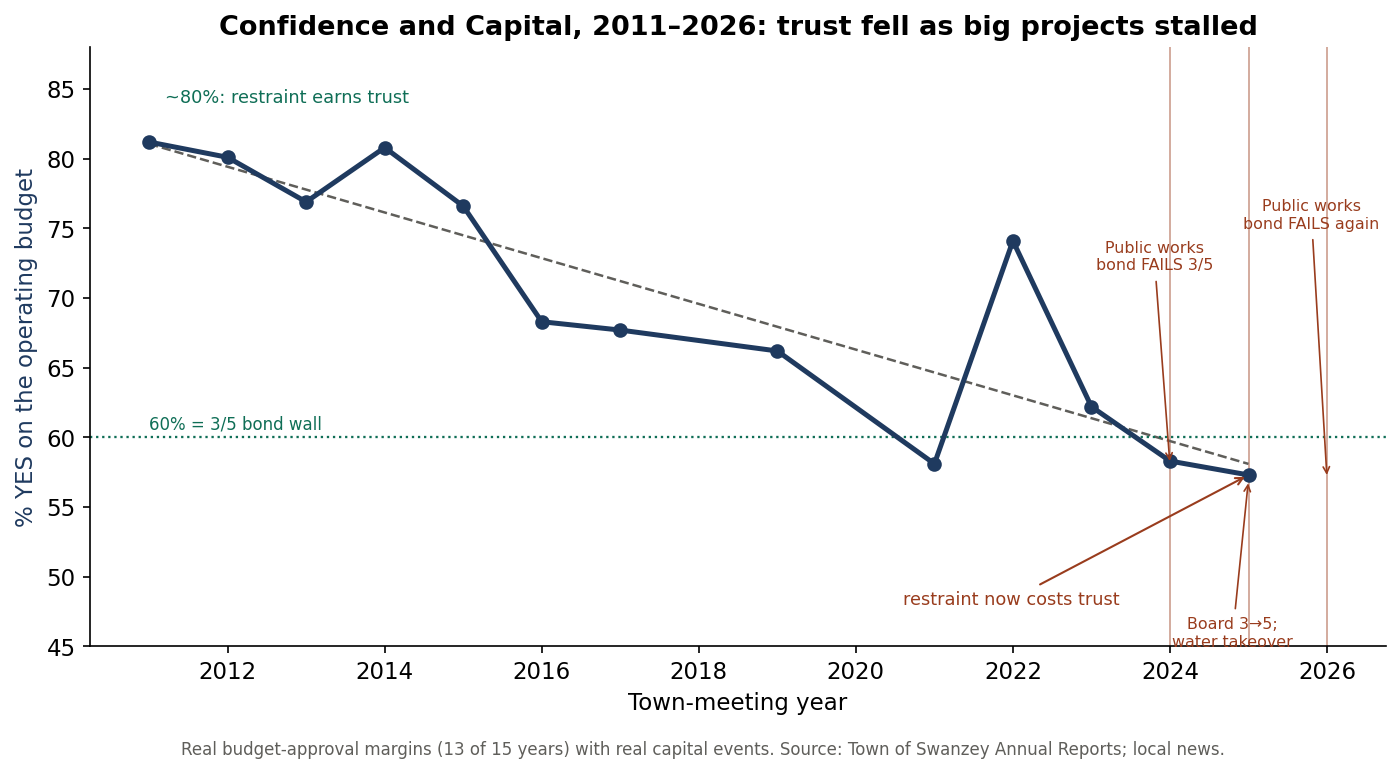 Confidence and Capital, 2011–2026: trust fell as big projects stalled
% YES on the operating budget
85
80
75
70
65
60
55
50
45
~80%: restraint earns trust
60% = 3/5 bond wall
Public works
bond FAILS 3/5
Public works
bond FAILS again
restraint now costs trust
Board 3→5;
water takeover
2012
2014
2016
2018
2020
2022
2024
2026
Town-meeting year
Real budget-approval margins (13 of 15 years) with real capital events. Source: Town of Swanzey Annual Reports; local news.